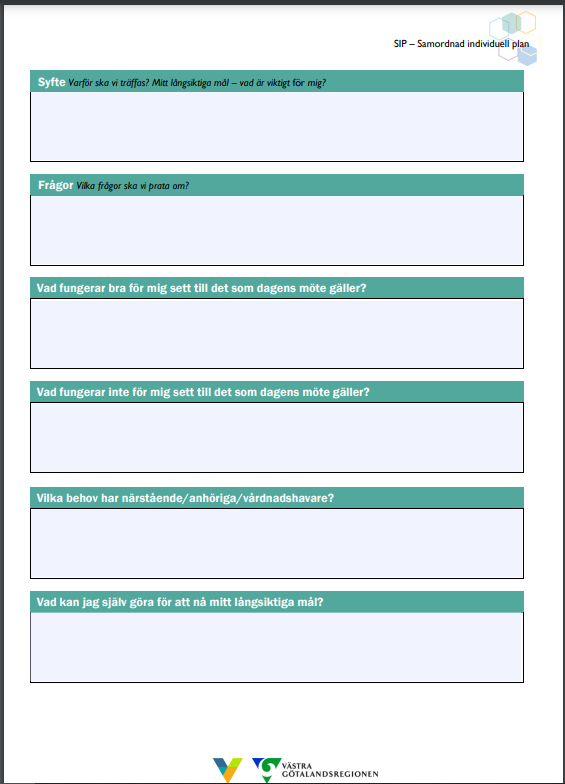 SIP – Samordnad individuell plan
Syfte Varför ska vi träffas? Mitt långsiktiga mål – vad är viktigt för mig?
Frågor Vilka frågor ska vi prata om?
Vad fungerar bra för mig sett till det som dagens möte gäller?
Vad fungerar inte för mig sett till det som dagens möte gäller?
Vilka behov har närstående/anhöriga/vårdnadshavare?
Vad kan jag själv göra för att nå mitt långsiktiga mål?
VÄSTRA
GÖTALANDSREGIONEN